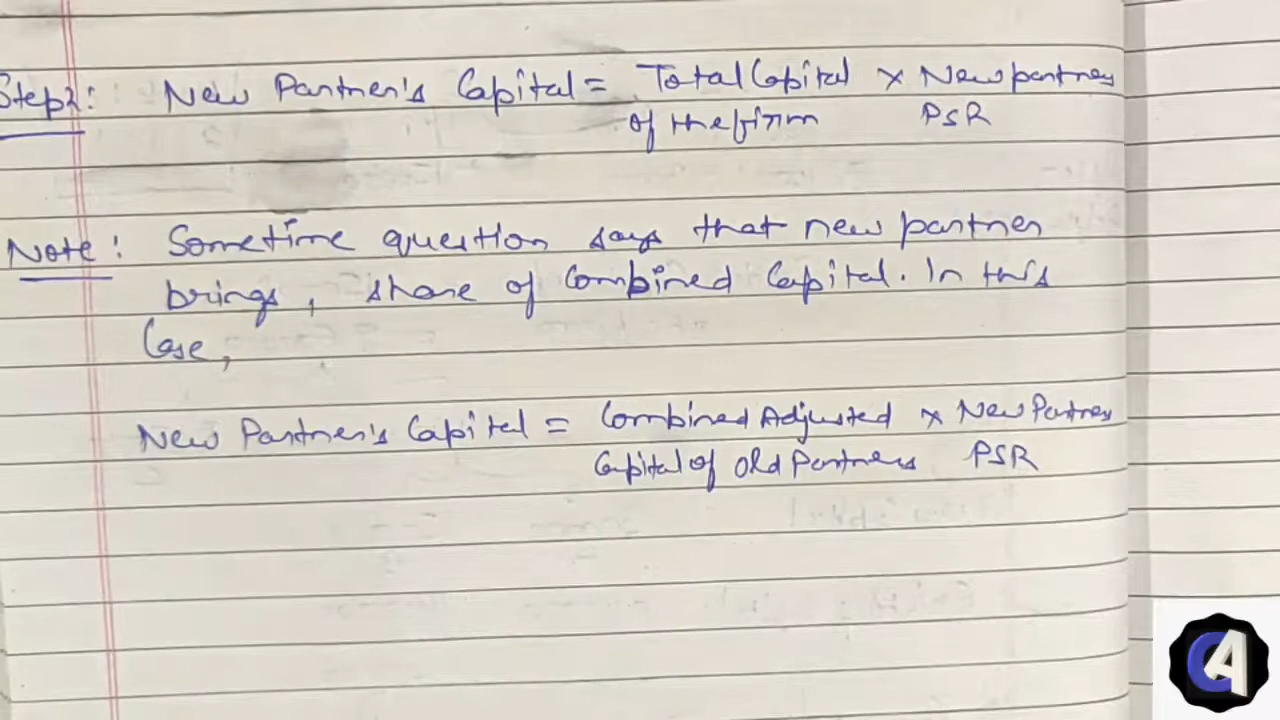 Step2: New Partner's Capital = Total Capital × New partner
of the firm PSR
Note: Sometime question says that new partner
brings, share of combined Capital. In this
Case,
New Partner's Capital = Combined Adjusted × New Partner
Capital of Old Partners PSR
CA